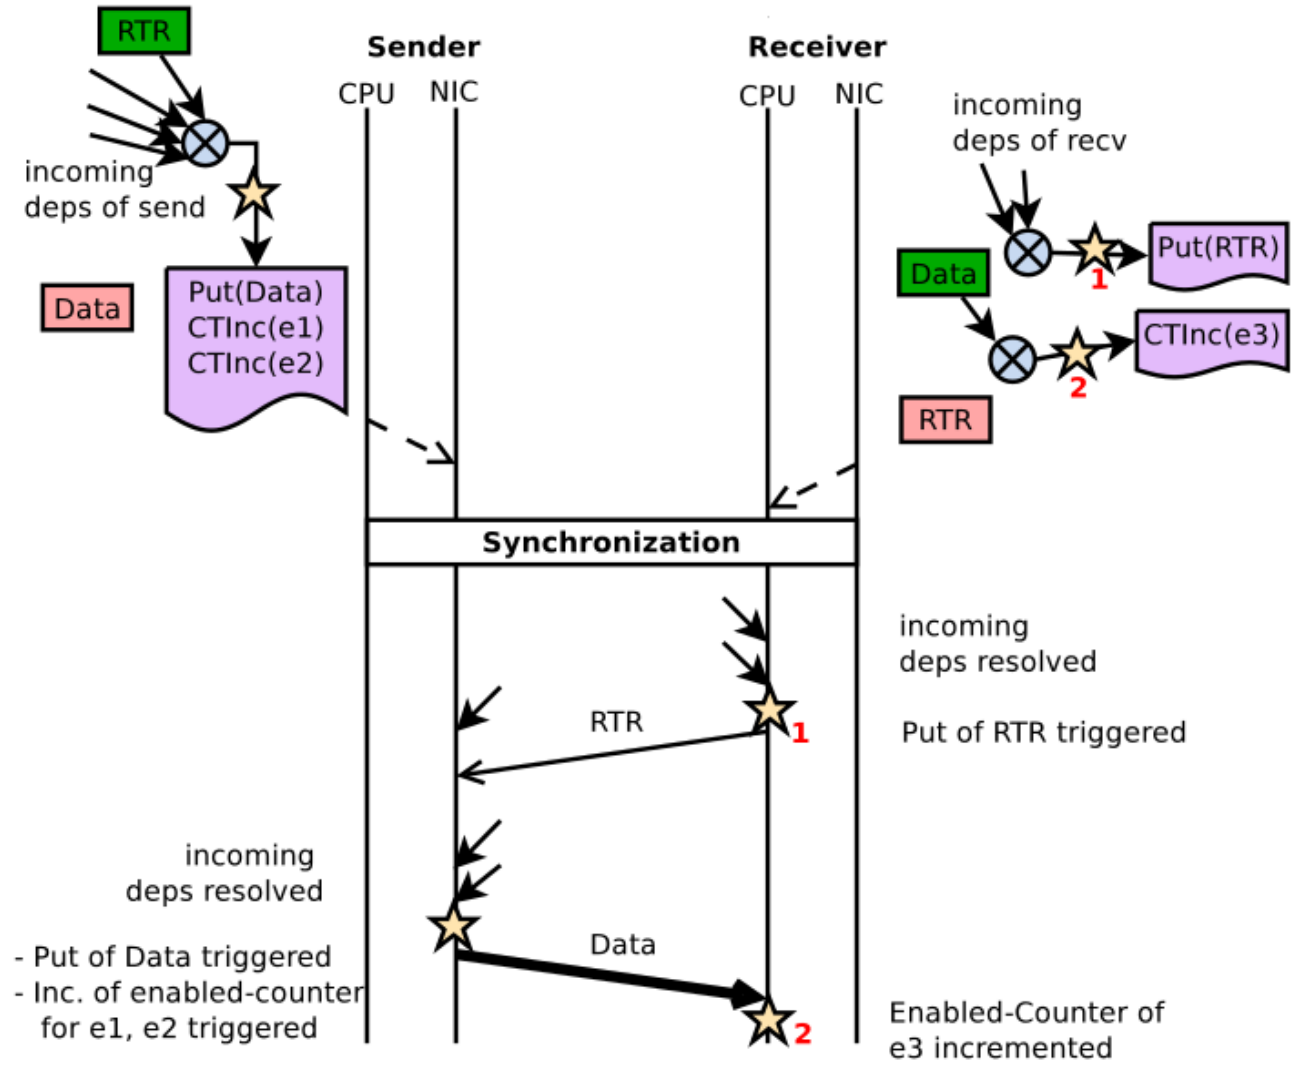 RTR
Sender
Receiver
CPU
NIC
CPU
NIC
incoming
deps of send
incoming
deps of recv
Put(RTR)
1
Data
CTInc(e3)
2
RTR
Data
Put(Data)
CTInc(e1)
CTInc(e2)
Synchronization
incoming
deps resolved
RTR
1
Put of RTR triggered
incoming
deps resolved
- Put of Data triggered
- Inc. of enabled-counter
for e1, e2 triggered
Data
2
Enabled-Counter of
e3 incremented